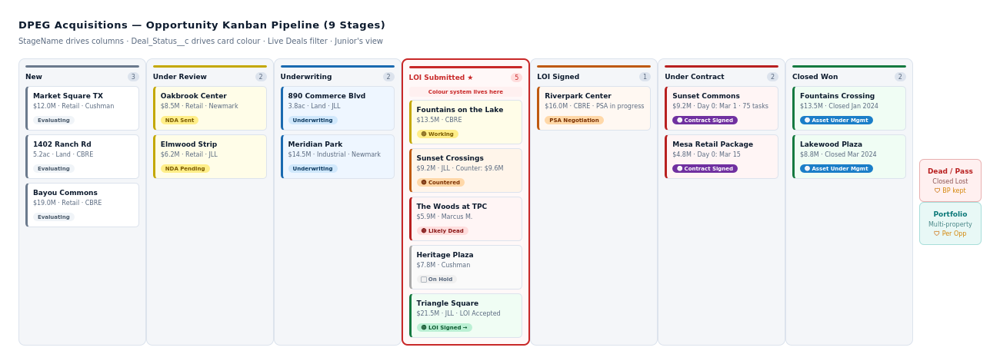 DPEG Acquisitions — Opportunity Kanban Pipeline (9 Stages)
StageName drives columns · Deal_Status__c drives card colour · Live Deals filter · Junior's view
New 3
Market Square TX
$12.0M · Retail · Cushman
Evaluating
1402 Ranch Rd
5.2ac · Land · CBRE
Evaluating
Bayou Commons
$19.0M · Retail · CBRE
Evaluating
Under Review 2
Oakbrook Center
$8.5M · Retail · Newmark
NDA Sent
Elmwood Strip
$6.2M · Retail · JLL
NDA Pending
Underwriting 2
890 Commerce Blvd
3.8ac · Land · JLL
Underwriting
Meridian Park
$14.5M · Industrial · Newmark
Underwriting
LOI Submitted ★ 5
Colour system lives here
Fountains on the Lake
$13.5M · CBRE
Working
Sunset Crossings
$9.2M · JLL · Counter: $9.6M
Countered
The Woods at TPC
$5.9M · Marcus M.
Likely Dead
Heritage Plaza
$7.8M · Cushman
On Hold
Triangle Square
$21.5M · JLL · LOI Accepted
LOI Signed →
LOI Signed 1
Riverpark Center
$16.0M · CBRE · PSA in progress
PSA Negotiation
Under Contract 2
Sunset Commons
$9.2M · Day 0: Mar 1 · 75 tasks
Contract Signed
Mesa Retail Package
$4.8M · Day 0: Mar 15
Contract Signed
Closed Won 2
Fountains Crossing
$13.5M · Closed Jan 2024
Asset Under Mgmt
Lakewood Plaza
$8.8M · Closed Mar 2024
Asset Under Mgmt
Dead / Pass
Closed Lost
🛡 BP kept
Portfolio
Multi-property
🛡 Per Opp